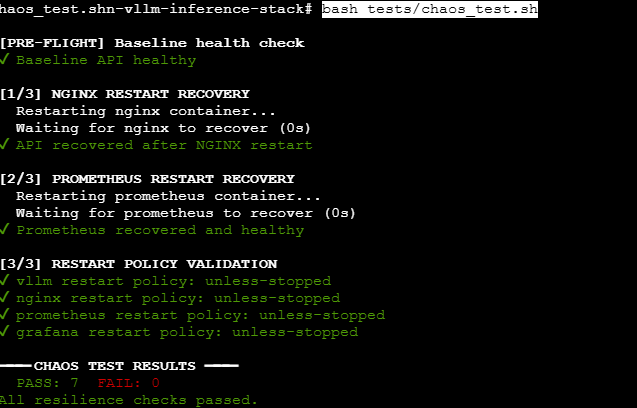 haos_test.shn-vllm-inference-stack# bash tests/chaos_test.sh
[PRE-FLIGHT] Baseline health check
✓ Baseline API healthy
[1/3] NGINX RESTART RECOVERY
Restarting nginx container...
Waiting for nginx to recover (0s)
✓ API recovered after NGINX restart
[2/3] PROMETHEUS RESTART RECOVERY
Restarting prometheus container...
Waiting for prometheus to recover (0s)
✓ Prometheus recovered and healthy
[3/3] RESTART POLICY VALIDATION
✓ vllm restart policy: unless-stopped
✓ nginx restart policy: unless-stopped
✓ prometheus restart policy: unless-stopped
✓ grafana restart policy: unless-stopped
━━━━CHAOS TEST RESULTS ━━━━
PASS: 7  FAIL: 0
All resilience checks passed.